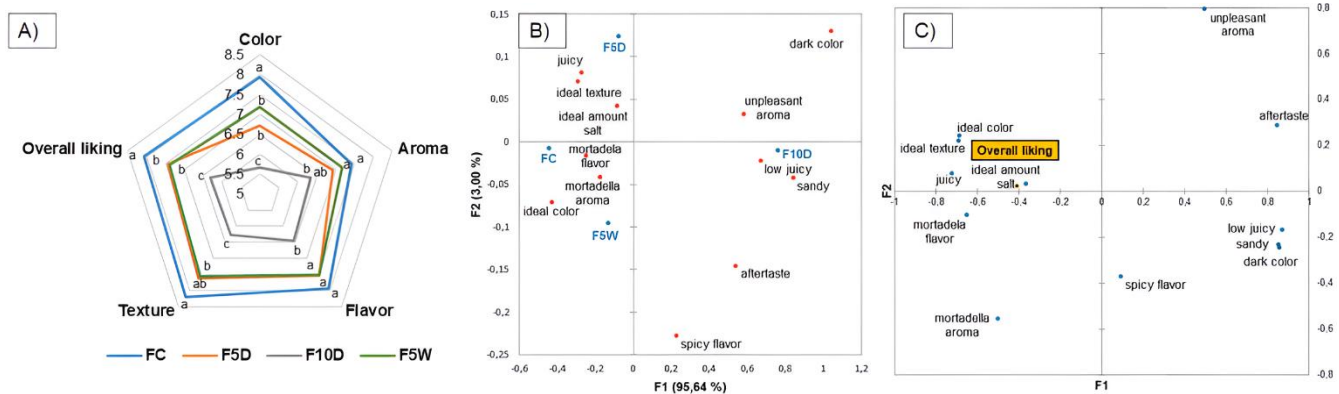 A)
Color
8.5
8
7.5
7
6.5
6
5.5
5
a
b
b
c
Overall liking
a
b
b
c
Aroma
a
a
ab
b
Texture
a
ab
b
c
Flavor
a
a
a
b
FC F5D F10D F5W
B)
F2 (3,00 %)
0,15
0,1
0,05
0
-0,05
-0,1
-0,15
-0,2
-0,25
F5D
dark color
juicy
ideal texture
unpleasant
aroma
ideal amount
salt
FC
mortadela
flavor
F10D
low juicy
mortadella
aroma
sandy
ideal color
F5W
aftertaste
spicy flavor
-0,6 -0,4 -0,2 0 0,2 0,4 0,6 0,8 1 1,2
F1 (95,64 %)
C)
F2
0,8
0,6
0,4
0,2
0
-0,2
-0,4
-0,6
-0,8
unpleasant
aroma
aftertaste
ideal color
ideal texture
Overall liking
ideal amount
salt
juicy
-1 -0,8 -0,6 -0,4 -0,2 0 0,2 0,4 0,6 0,8 1
mortadela
flavor
low juicy
sandy
dark color
spicy flavor
mortadella
aroma
F1